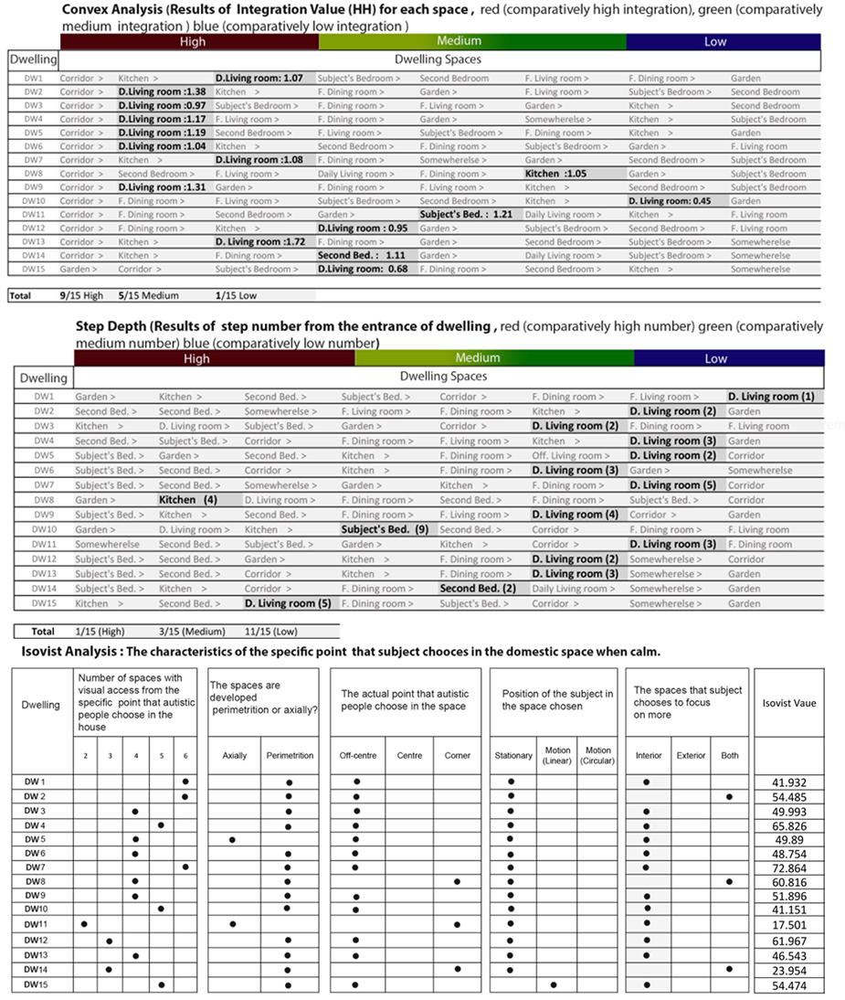 Convex Analysis (Results of Integration Value (HH) for each space , red (comparatively high integration), green (comparatively
medium integration ) blue (comparatively low integration )
High Medium Low
Dwelling Dwelling Spaces
DW1 Corridor > Kitchen > D.Living room: 1.07 Subject's Bedroom > Second Bedroom F. Living room > F. Dining room > Garden
DW2 Corridor > D.Living room :1.38 Kitchen > F. Dining room > Garden > F. Living room > Subject's Bedroom > Second Bedroom
DW3 Corridor > D.Living room :0.97 Subject's Bedroom > F. Dining room > F. Living room > Garden > Kitchen > Second Bedroom
DW4 Corridor > D.Living room :1.17 F. Living room > F. Dining room > Garden > Somewherelse > Kitchen > Subject's Bedroom
DW5 Corridor > D.Living room :1.19 Second Bedroom > F. Living room > Subject's Bedroom > F. Dining room > Kitchen > Garden
DW6 Corridor > D.Living room :1.04 Kitchen > Second Bedroom > F. Dining room > Subject's Bedroom > Garden > F. Living room
DW7 Corridor > Kitchen > D.Living room :1.08 F. Dining room > Somewherelse > Garden > Second Bedroom > Subject's Bedroom
DW8 Corridor > Second Bedroom > F. Living room > Daily Living room > F. Dining room > Kitchen :1.05 Garden > Subject's Bedroom
DW9 Corridor > D.Living room :1.31 Garden > F. Dining room > F. Living room > Kitchen > Second Bedroom > Subject's Bedroom
DW10 Corridor > F. Dining room > F. Living room > Subject's Bedroom > Second Bedroom > Kitchen > D. Living room: 0.45 Garden
DW11 Corridor > F. Dining room > Second Bedroom > Garden > Subject's Bed. : 1.21 Daily Living room > Kitchen > F. Living room
DW12 Corridor > F. Dining room > Kitchen > D.Living room : 0.95 Garden > Subject's Bedroom > Second Bedroom > F. Living room
DW13 Corridor > Kitchen > D. Living room :1.72 F. Dining room > Garden > Second Bedroom > Subject's Bedroom > Somewherelse
DW14 Corridor > Kitchen > F. Dining room > Second Bed. : 1.11 Garden > Daily Living room > Subject's Bedroom > Somewherelse
DW15 Garden > Corridor > Subject's Bedroom > D.Living room: 0.68 F. Dining room > Second Bedroom > Kitchen > Somewherelse
Total 9/15 High 5/15 Medium 1/15 Low
Step Depth (Results of step number from the entrance of dwelling , red (comparatively high number) green (comparatively
medium number) blue (comparatively low number)
High Medium Low
Dwelling Dwelling Spaces
DW1 Garden > Kitchen > Second Bed. > Subject's Bed. > Corridor > F. Dining room > F. Living room > D. Living room (1)
DW2 Second Bed. > Second Bed. > Somewherelse > F. Living room > F. Dining room > Kitchen > D. Living room (2) Garden
DW3 Kitchen > D. Living room > Subject's Bed. > Garden > Corridor > D. Living room (2) F. Dining room > F. Living room
DW4 Second Bed. > Subject's Bed. > Corridor > F. Dining room > F. Living room > Kitchen > D. Living room (3) Garden
DW5 Subject's Bed. > Garden > Second Bed. > Kitchen > F. Dining room > Off. Living room > D. Living room (2) Corridor
DW6 Subject's Bed. > Second Bed. > Corridor > Kitchen > F. Dining room > D. Living room (3) Garden > Somewherelse
DW7 Subject's Bed. > Second Bed. > Somewherelse > Garden > Kitchen > F. Dining room > D. Living room (5) Corridor
DW8 Garden > Kitchen (4) D. Living room > F. Dining room > Second Bed. > F. Dining room > Subject's Bed. > Corridor
DW9 Subject's Bed. > Kitchen > Second Bed. > F. Dining room > F. Living room > D. Living room (4) Corridor > Garden
DW10 Garden > D. Living room > Kitchen > Subject's Bed. (9) Second Bed. > Corridor > F. Dining room > F. Living room
DW11 Somewherelse Second Bed. > Subject's Bed. > Garden > Kitchen > Corridor > D. Living room (3) F. Dining room
DW12 Subject's Bed. > Second Bed. > Garden > Kitchen > F. Dining room > D. Living room (2) Somewherelse > Corridor
DW13 Subject's Bed. > Second Bed. > Corridor > Kitchen > F. Dining room > D. Living room (3) Somewherelse > Garden
DW14 Subject's Bed. > Kitchen > Corridor > F. Dining room > Second Bed. (2) Daily Living room > Somewherelse > Garden
DW15 Kitchen > Second Bed. > D. Living room (5) F. Dining room > Subject's Bed. > Corridor > Somewherelse > Garden
Total 1/15 (High) 3/15 (Medium) 11/15 (Low)
Isovist Analysis : The characteristics of the specific point that subject chooces in the domestic space when calm.
Dwelling
Number of spaces with
visual access from the
specific point that autistic
people choose in the
house
The spaces are
developed
perimetrition or axially?
The actual point that autistic
people choose in the space
Position of the subject in
the space chosen
The spaces that subject
chooses to focus
on more
Isovist Vaue
2 3 4 5 6 Axially Perimetrition Off-centre Centre Corner Stationary Motion (Linear) Motion (Circular) Interior Exterior Both
DW 1 41.932
DW 2 54.485
DW 3 49.993
DW 4 65.826
DW 5 49.89
DW 6 48.754
DW7 72.864
DW8 60.816
DW9 51.896
DW10 41.151
DW11 17.501
DW12 61.967
DW13 46.543
DW14 23.954
DW15 54.474